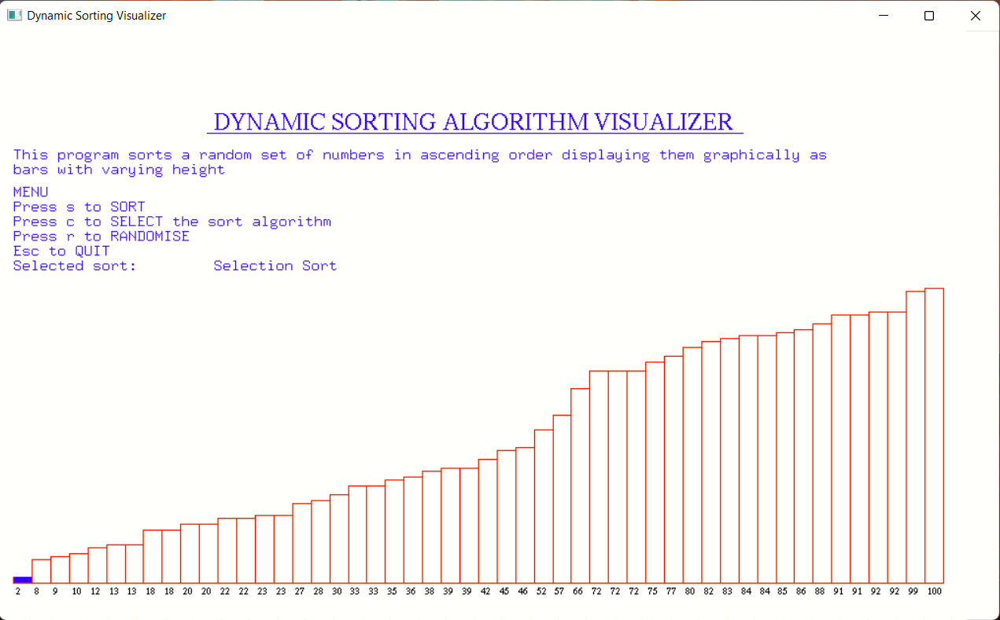 Dynamic Sorting Visualizer
DYNAMIC SORTING ALGORITHM VISUALIZER
This program sorts a random set of numbers in ascending order displaying them graphically as
bars with varying height
MENU
Press s to SORT
Press c to SELECT the sort algorithm
Press r to RANDOMISE
Esc to QUIT
Selected sort: Selection Sort
2 8 9 10 12 13 13 18 18 20 20 22 22 23 23 27 28 30 33 33 35 36 38 39 39 42 45 46 52 57 66 72 72 72 75 77 80 82 83 84 84 85 86 88 91 91 92 92 99 100